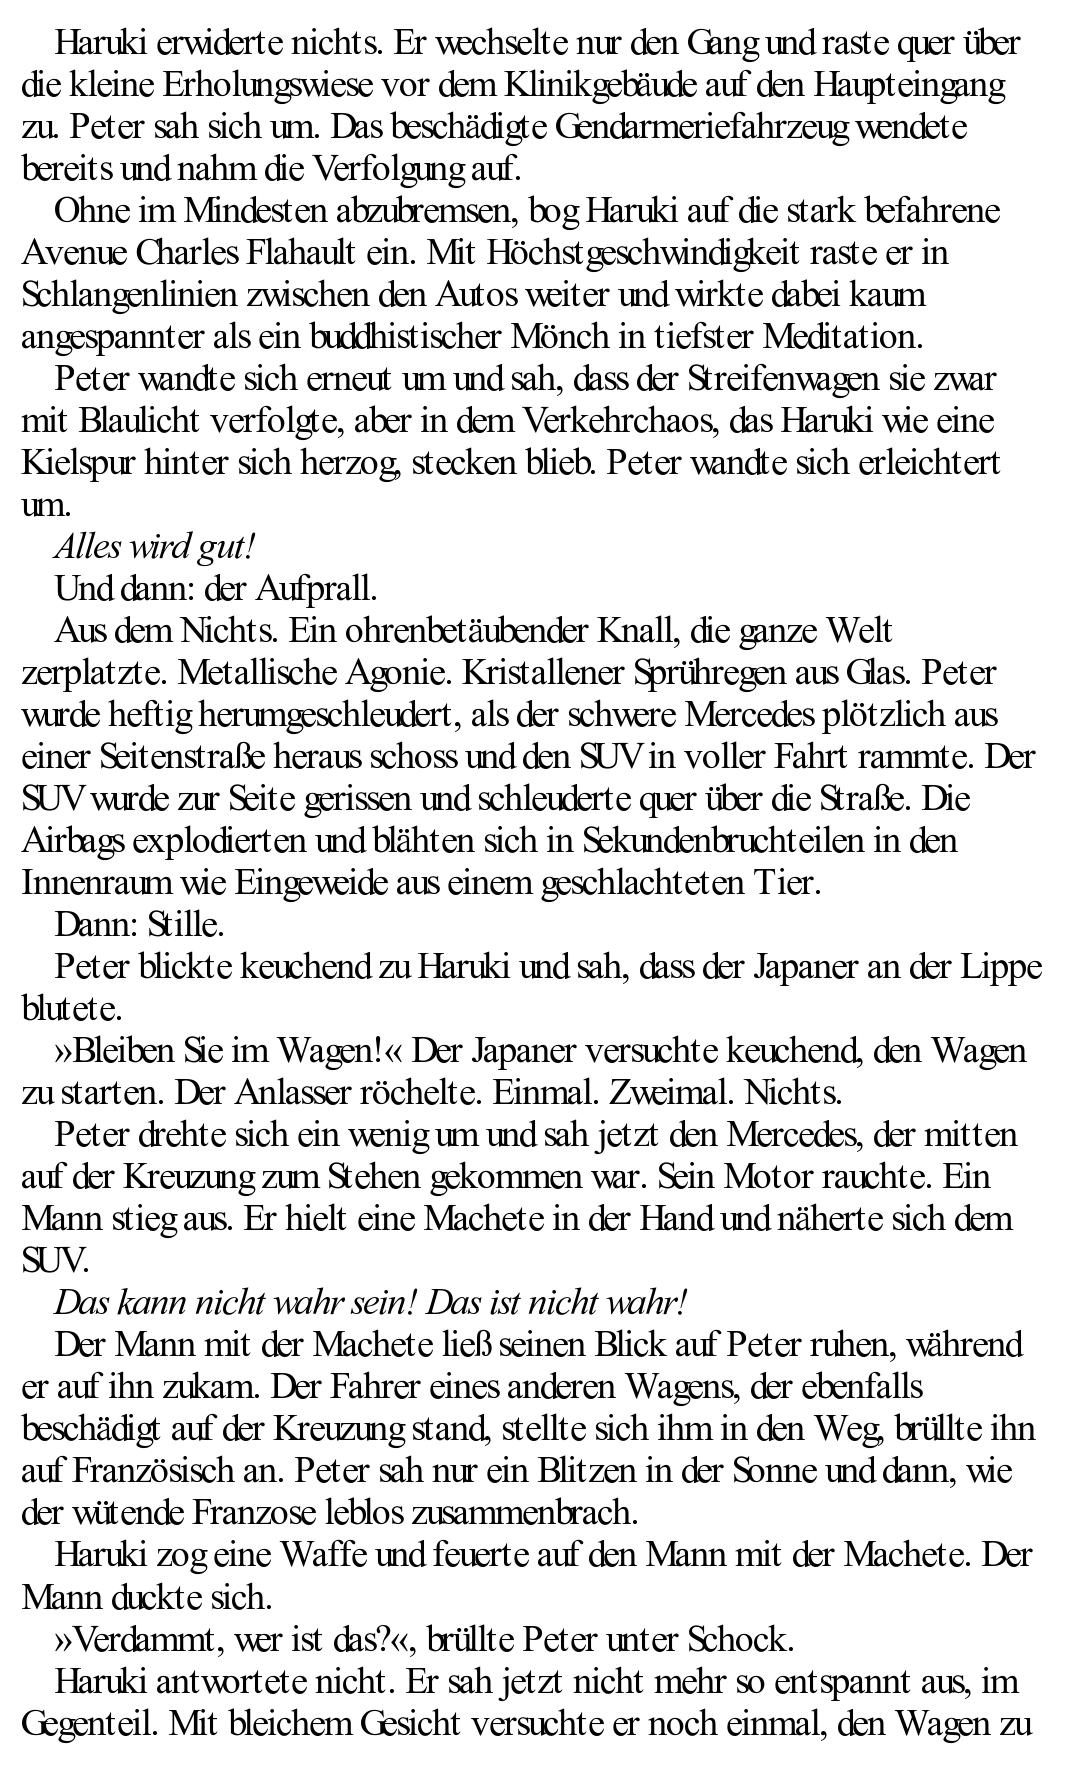 Haruki erwiderte nichts. Er wechselte nur den Gang und raste quer über
die kleine Erholungswiese vor dem Klinikgebäude auf den Haupteingang
zu. Peter sah sich um. Das beschädigte Gendarmeriefahrzeug wendete
bereits und nahm die Verfolgung auf.
Ohne im Mindesten abzubremsen, bog Haruki auf die stark befahrene
Avenue Charles Flahault ein. Mit Höchstgeschwindigkeit raste er in
Schlangenlinien zwischen den Autos weiter und wirkte dabei kaum
angespannter als ein buddhistischer Mönch in tiefster Meditation.
Peter wandte sich erneut um und sah, dass der Streifenwagen sie zwar
mit Blaulicht verfolgte, aber in dem Verkehrchaos, das Haruki wie eine
Kielspur hinter sich herzog, stecken blieb. Peter wandte sich erleichtert
um.
Alles wird gut!
Und dann: der Aufprall.
Aus dem Nichts. Ein ohrenbetäubender Knall, die ganze Welt
zerplatzte. Metallische Agonie. Kristallener Sprühregen aus Glas. Peter
wurde heftig herumgeschleudert, als der schwere Mercedes plötzlich aus
einer Seitenstraße heraus schoss und den SUV in voller Fahrt rammte. Der
SUV wurde zur Seite gerissen und schleuderte quer über die Straße. Die
Airbags explodierten und blähten sich in Sekundenbruchteilen in den
Innenraum wie Eingeweide aus einem geschlachteten Tier.
Dann: Stille.
Peter blickte keuchend zu Haruki und sah, dass der Japaner an der Lippe
blutete.
»Bleiben Sie im Wagen!« Der Japaner versuchte keuchend, den Wagen
zu starten. Der Anlasser röchelte. Einmal. Zweimal. Nichts.
Peter drehte sich ein wenig um und sah jetzt den Mercedes, der mitten
auf der Kreuzung zum Stehen gekommen war. Sein Motor rauchte. Ein
Mann stieg aus. Er hielt eine Machete in der Hand und näherte sich dem
SUV.
Das kann nicht wahr sein! Das ist nicht wahr!
Der Mann mit der Machete ließ seinen Blick auf Peter ruhen, während
er auf ihn zukam. Der Fahrer eines anderen Wagens, der ebenfalls
beschädigt auf der Kreuzung stand, stellte sich ihm in den Weg, brüllte ihn
auf Französisch an. Peter sah nur ein Blitzen in der Sonne und dann, wie
der wütende Franzose leblos zusammenbrach.
Haruki zog eine Waffe und feuerte auf den Mann mit der Machete. Der
Mann duckte sich.
»Verdammt, wer ist das?«, brüllte Peter unter Schock.
Haruki antwortete nicht. Er sah jetzt nicht mehr so entspannt aus, im
Gegenteil. Mit bleichem Gesicht versuchte er noch einmal, den Wagen zu